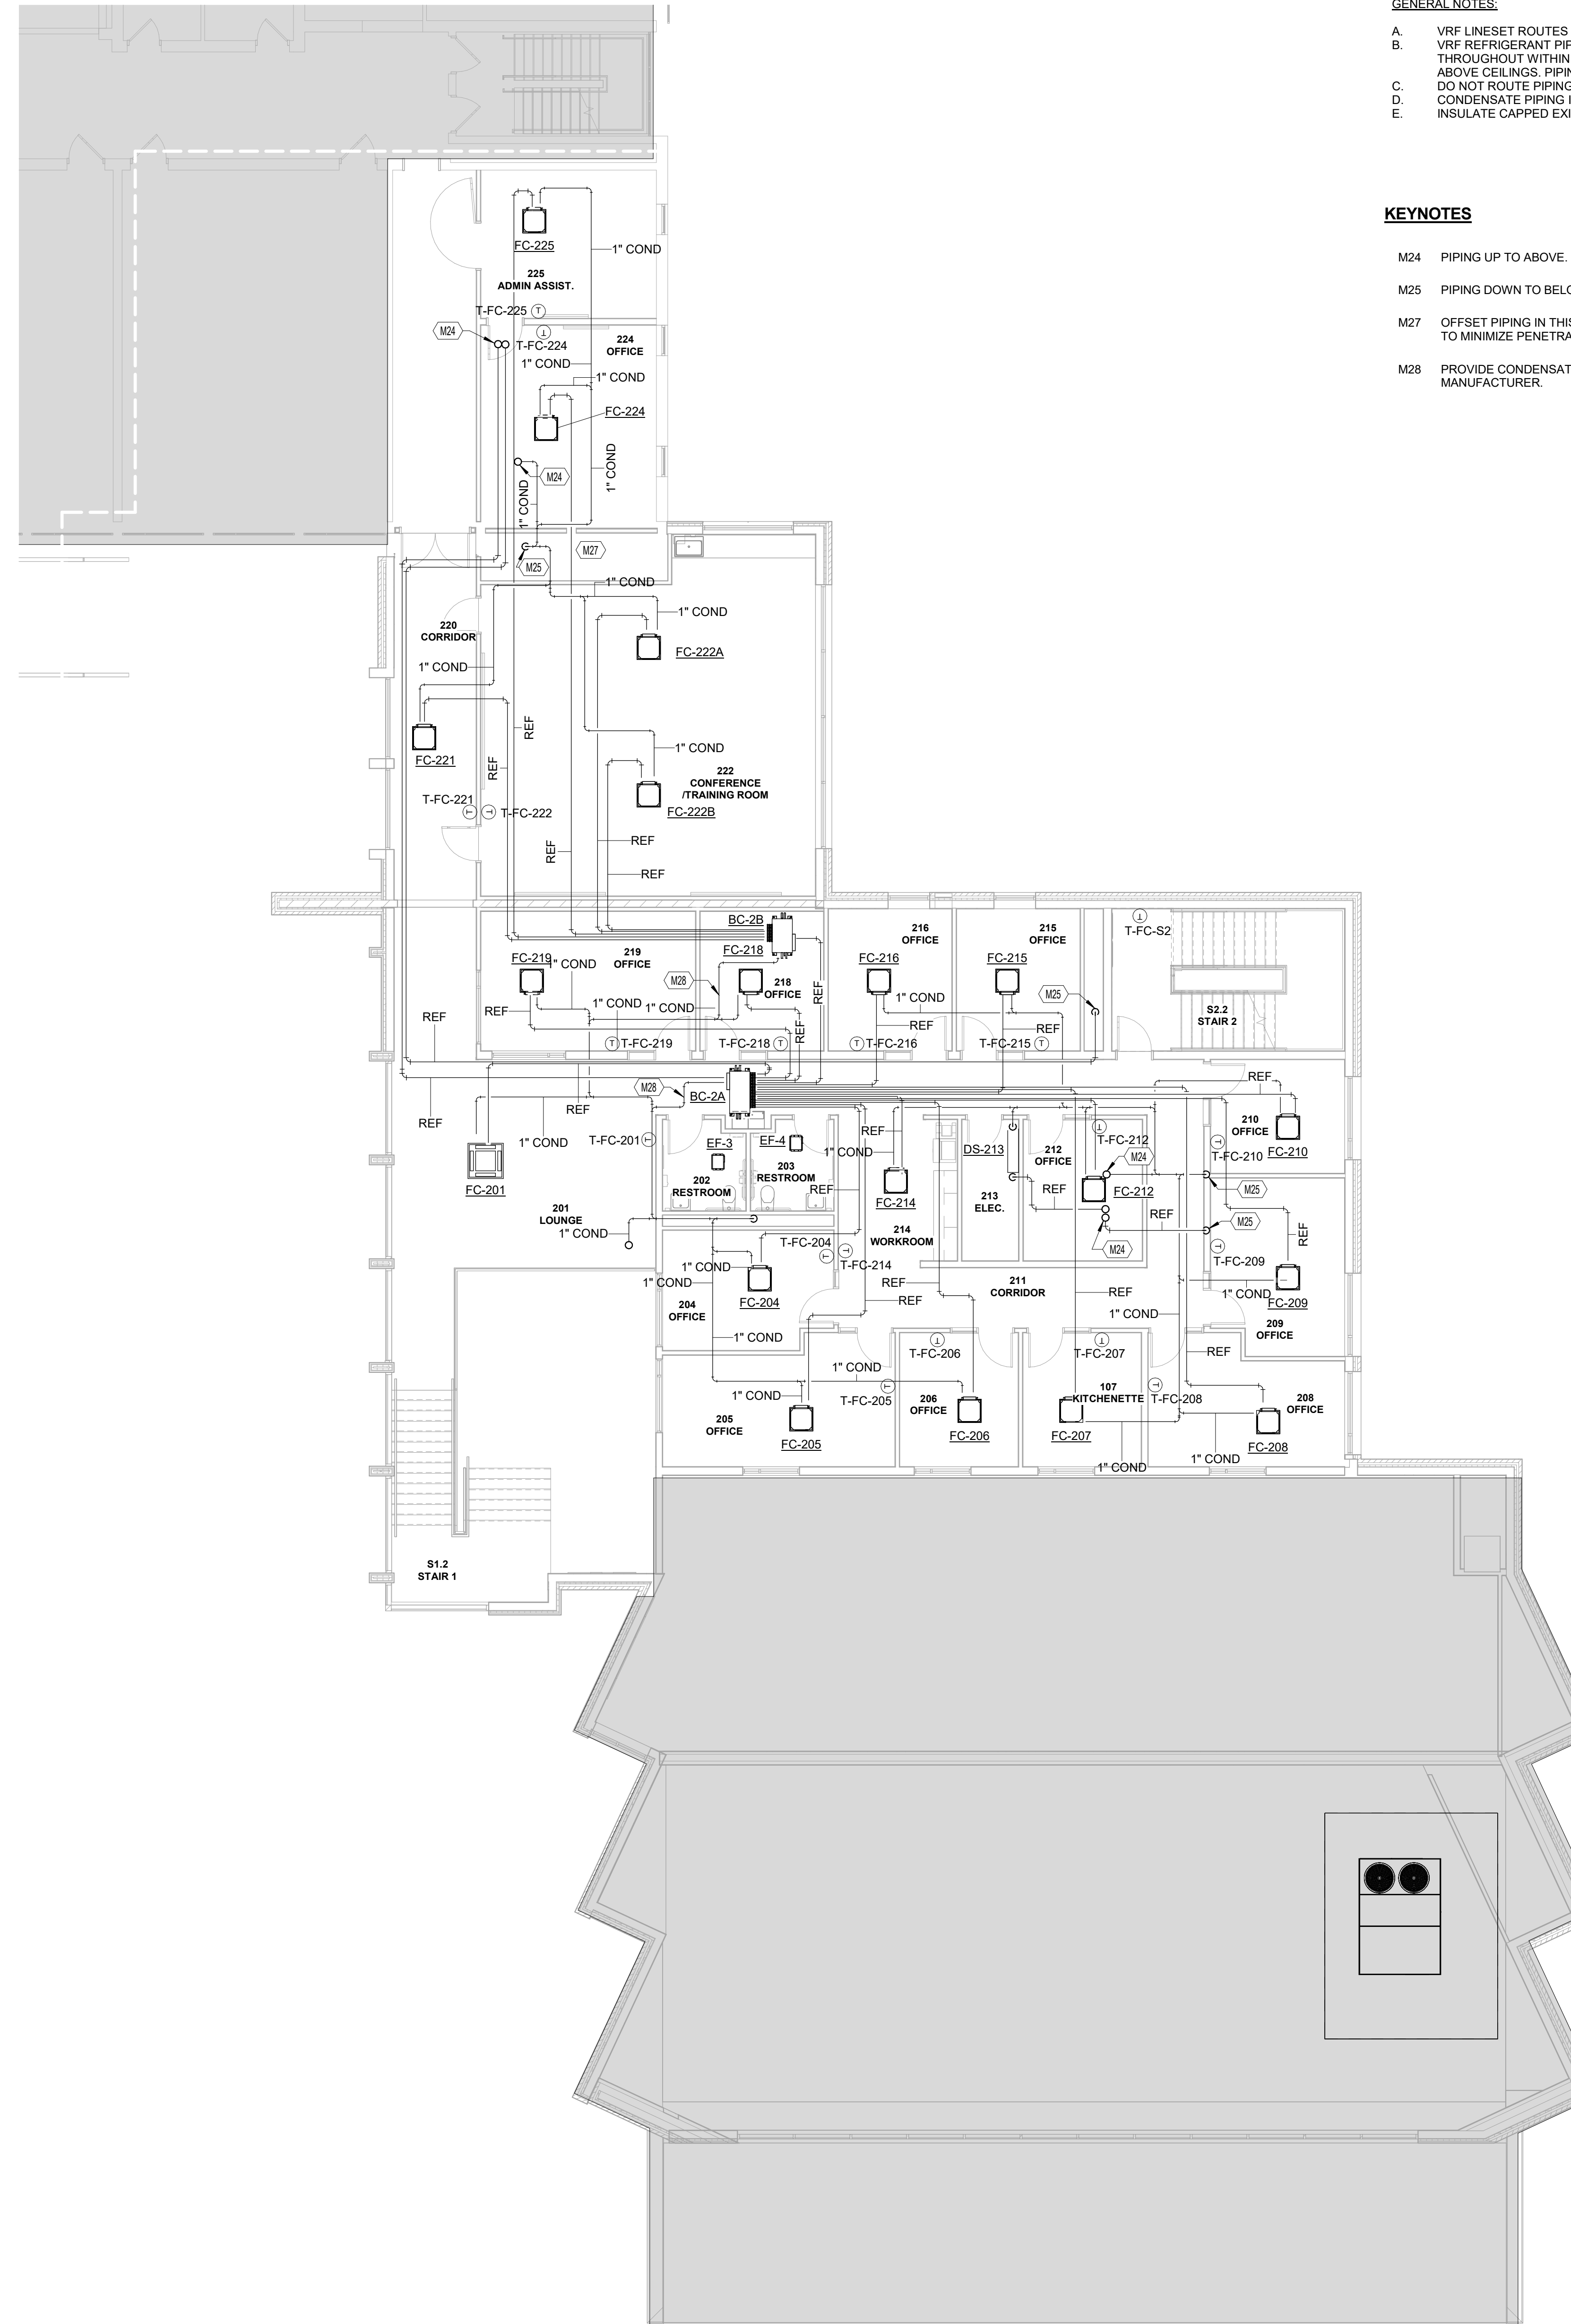 GENERAL NOTES:
A. VRF LINESET ROUTES
B. VRF REFRIGERANT
THROUGHOUT WITHIN
ABOVE CEILINGS.
C. DO NOT ROUTE PIPING
D. CONDENSATE PIPING
E. INSULATE CAPPED
KEYNOTES
M24 PIPING UP TO ABOVE.
M25 PIPING DOWN TO
M27 OFFSET PIPING IN
TO MINIMIZE
M28 PROVIDE
MANUFACTURER.
FC-225
1" COND
225
ADMIN ASSIST.
T-FC-225 T
M24
T
T-FC-224
224
OFFICE
1" COND
1" COND
FC-224
M24
1" COND
1" COND
M27
M25
1" COND
1" COND
220
CORRIDOR
FC-222A
1" COND
REF
1" COND
FC-221
REF
222
CONFERENCE
/TRAINING ROOM
T-FC-221
T T T-FC-222
FC-222B
REF
REF
REF
BC-2B
T
T-FC-S2
216
OFFICE
215
OFFICE
FC-218
219
OFFICE
FC-219
1" COND
FC-216
FC-215
M28
218
OFFICE
REF
1" COND
M25
REF
1" COND
1" COND
REF
S2.2
STAIR 2
REF
REF
REF
REF
T T-FC-219
T-FC-218 T
T T-FC-216
T-FC-215 T
REF
M28
BC-2A
REF
REF
1" COND
T-FC-201 T
EF-3
EF-4
REF
1" COND
DS-213
T
T-FC-212
210
OFFICE
T
T-FC-210
FC-210
212
OFFICE
M24
203
RESTROOM
202
RESTROOM
FC-201
REF
FC-214
REF
FC-212
M25
213
ELEC.
201
LOUNGE
REF
M25
214
WORKROOM
1" COND
T-FC-204
T T
T-FC-214
M24
REF
T
T-FC-209
1" COND
1" COND
REF
211
CORRIDOR
REF
1" COND
FC-204
204
OFFICE
REF
1" COND
FC-209
209
OFFICE
1" COND
T
T-FC-206
T
T-FC-207
REF
1" COND
1" COND
T
T-FC-205
206
OFFICE
107
KITCHENETTE
T
T-FC-208
208
OFFICE
205
OFFICE
FC-205
FC-206
FC-207
FC-208
1" COND
1" COND
S1.2
STAIR 1